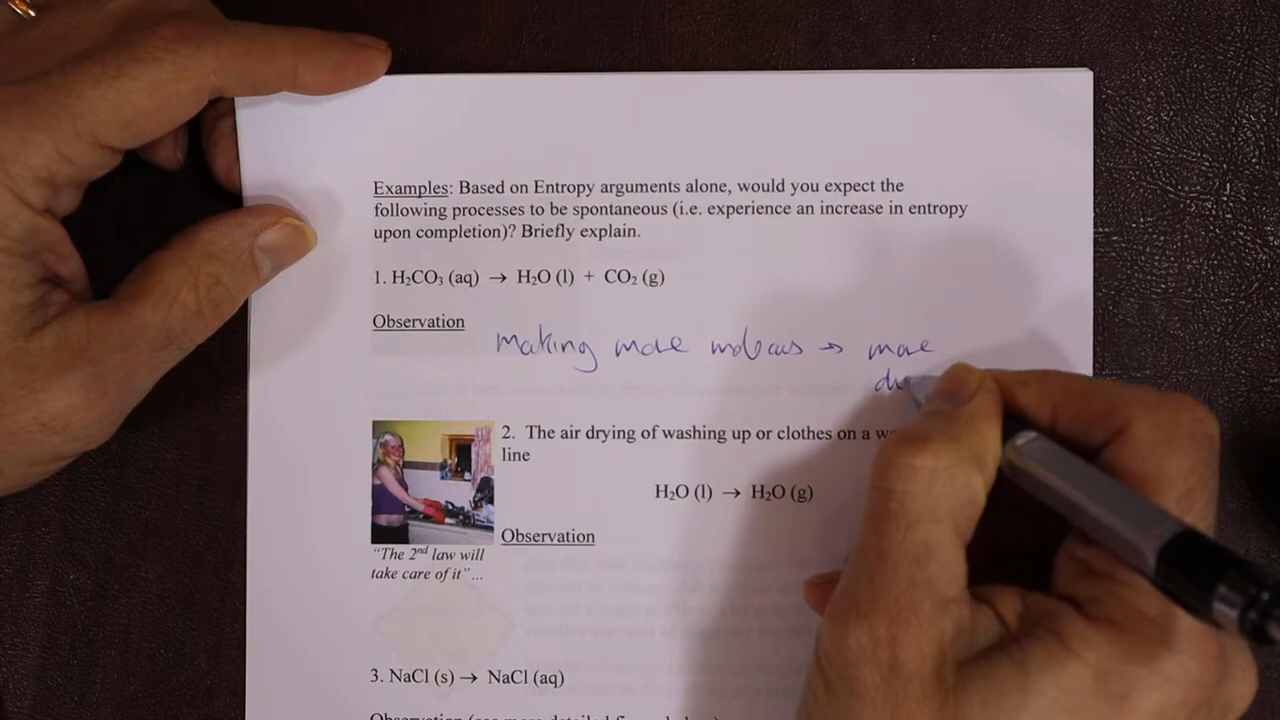 Examples: Based on Entropy arguments alone, would you expect the
following processes to be spontaneous (i.e. experience an increase in entropy
upon completion)? Briefly explain.
1. H₂CO₃ (aq) → H₂O (l) + CO₂ (g)
Observation
Making more molecules → more
2. The air drying of washing up or clothes on a
line
H₂O (l) → H₂O (g)
Observation
"The 2nd law will
take care of it"...
3. NaCl (s) → NaCl (aq)